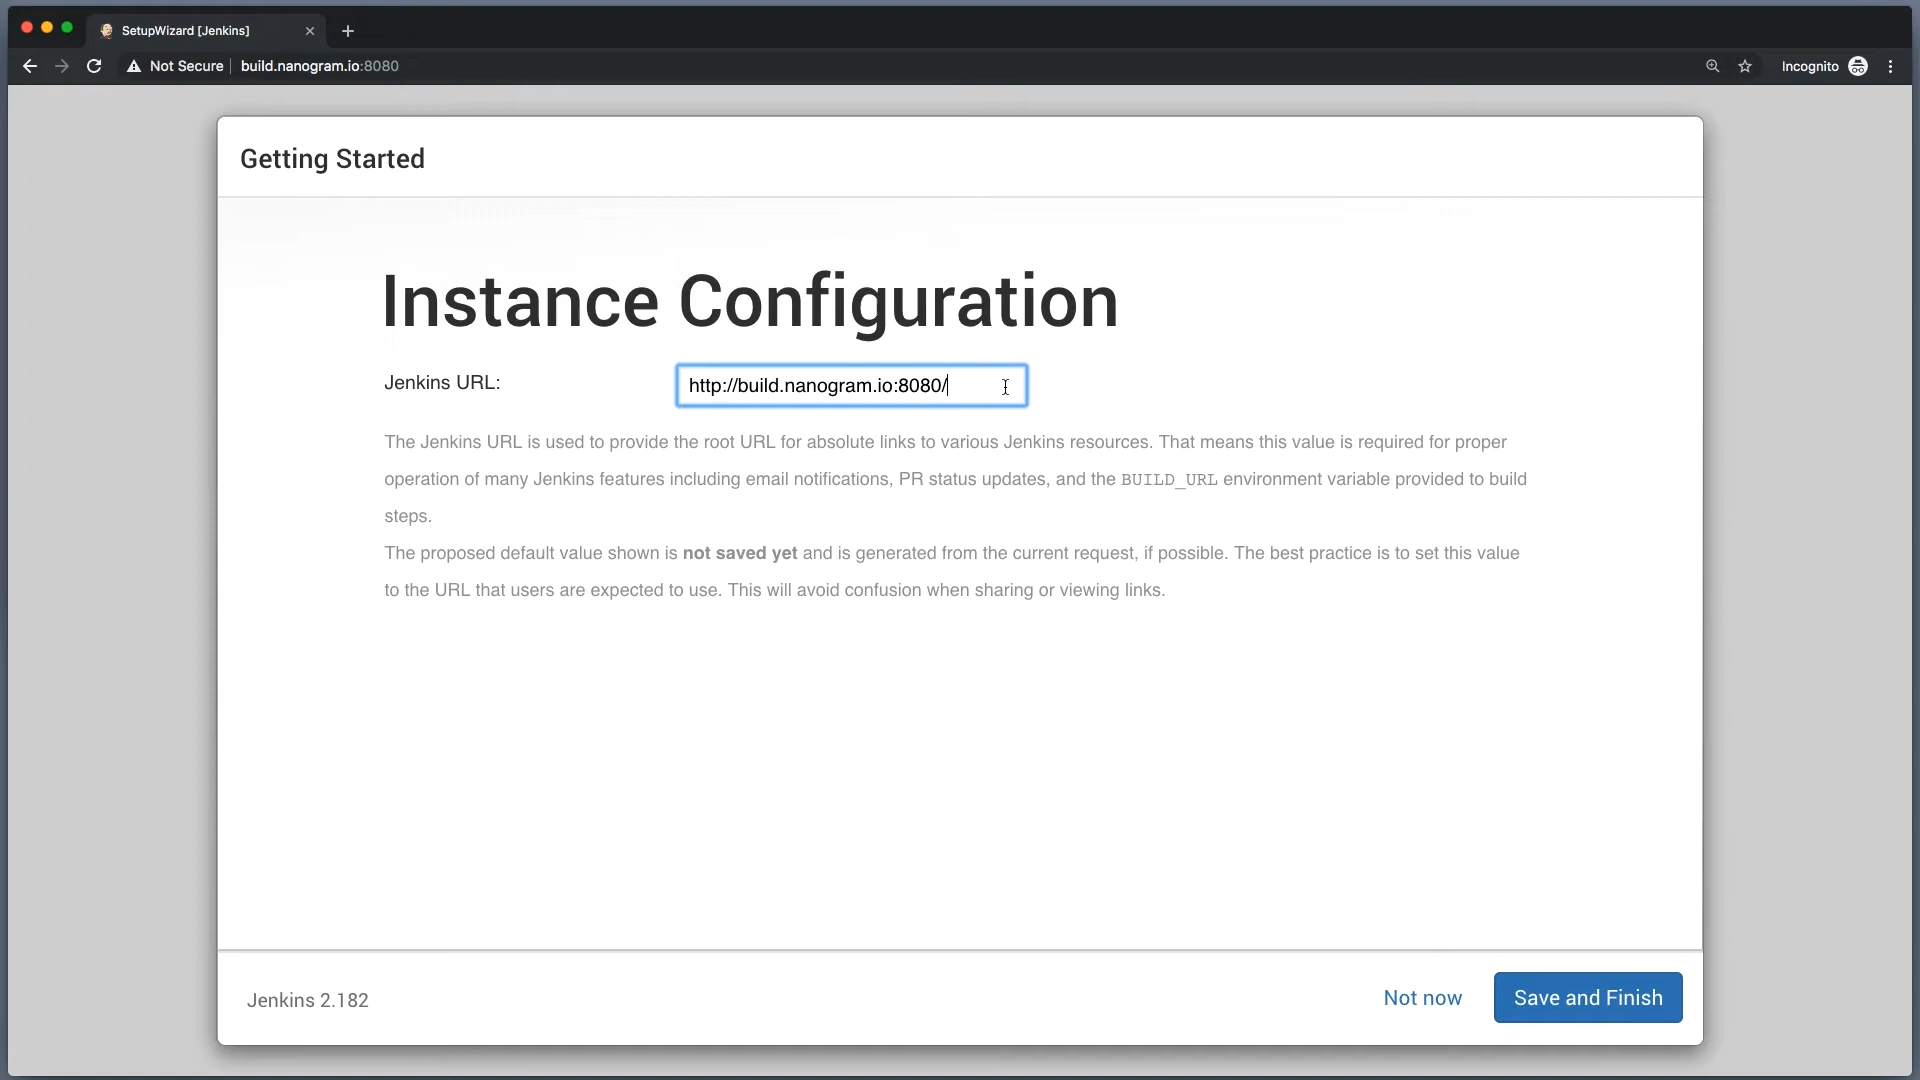 SetupWizard [Jenkins]
Not Secure | build.nanogram.io:8080
Incognito
Getting Started
Instance Configuration
Jenkins URL:
http://build.nanogram.io:8080/
The Jenkins URL is used to provide the root URL for absolute links to various Jenkins resources. That means this value is required for proper
operation of many Jenkins features including email notifications, PR status updates, and the BUILD_URL environment variable provided to build
steps.
The proposed default value shown is not saved yet and is generated from the current request, if possible. The best practice is to set this value
to the URL that users are expected to use. This will avoid confusion when sharing or viewing links.
Jenkins 2.182
Not now
Save and Finish